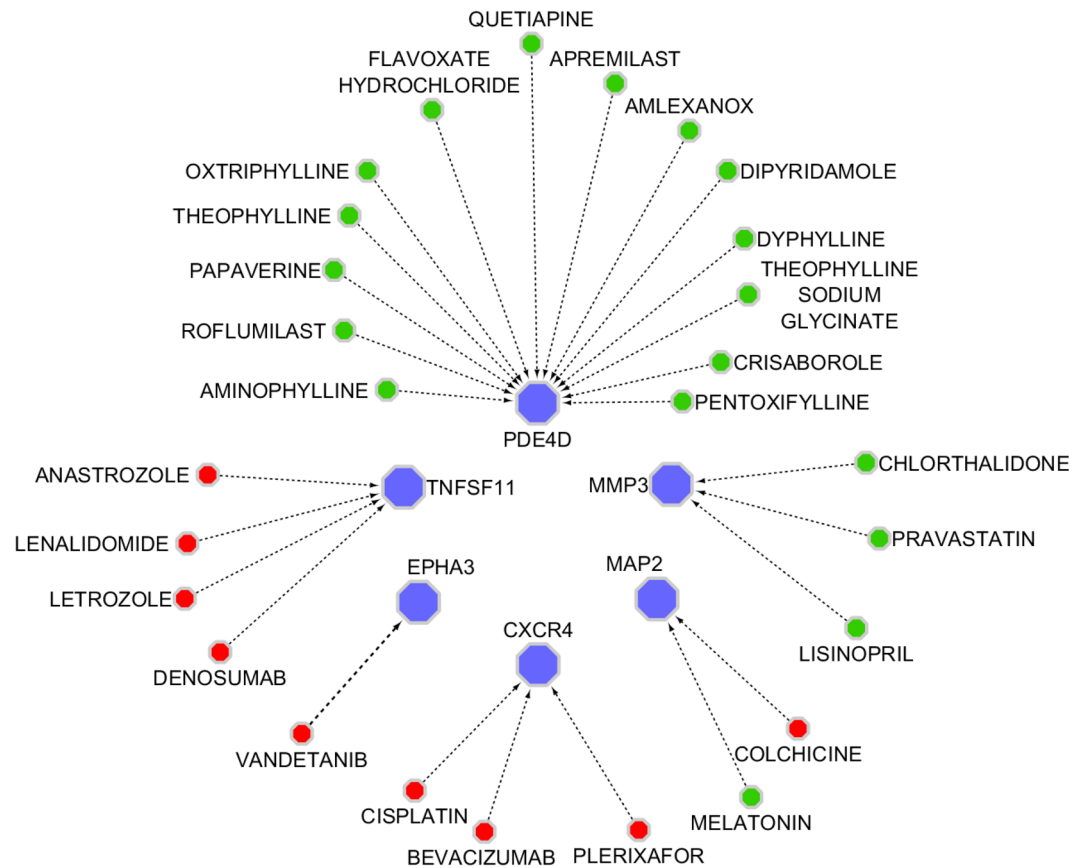 QUETIAPINE
FLAVOXATE
HYDROCHLORIDE
APREMILAST
AMLEXANOX
OXTRIPHYLLINE
DIPYRIDAMOLE
THEOPHYLLINE
DYPHYLLINE
PAPAVERINE
THEOPHYLLINE
SODIUM
GLYCINATE
ROFLUMILAST
CRISABOROLE
AMINOPHYLLINE
PENTOXIFYLLINE
PDE4D
ANASTROZOLE
TNFSF11
MMP3
CHLORTHALIDONE
LENALIDOMIDE
PRAVASTATIN
EPHA3
MAP2
LETROZOLE
CXCR4
LISINOPRIL
DENOSUMAB
VANDETANIB
COLCHICINE
CISPLATIN
MELATONIN
BEVACIZUMAB
PLERIXAFOR